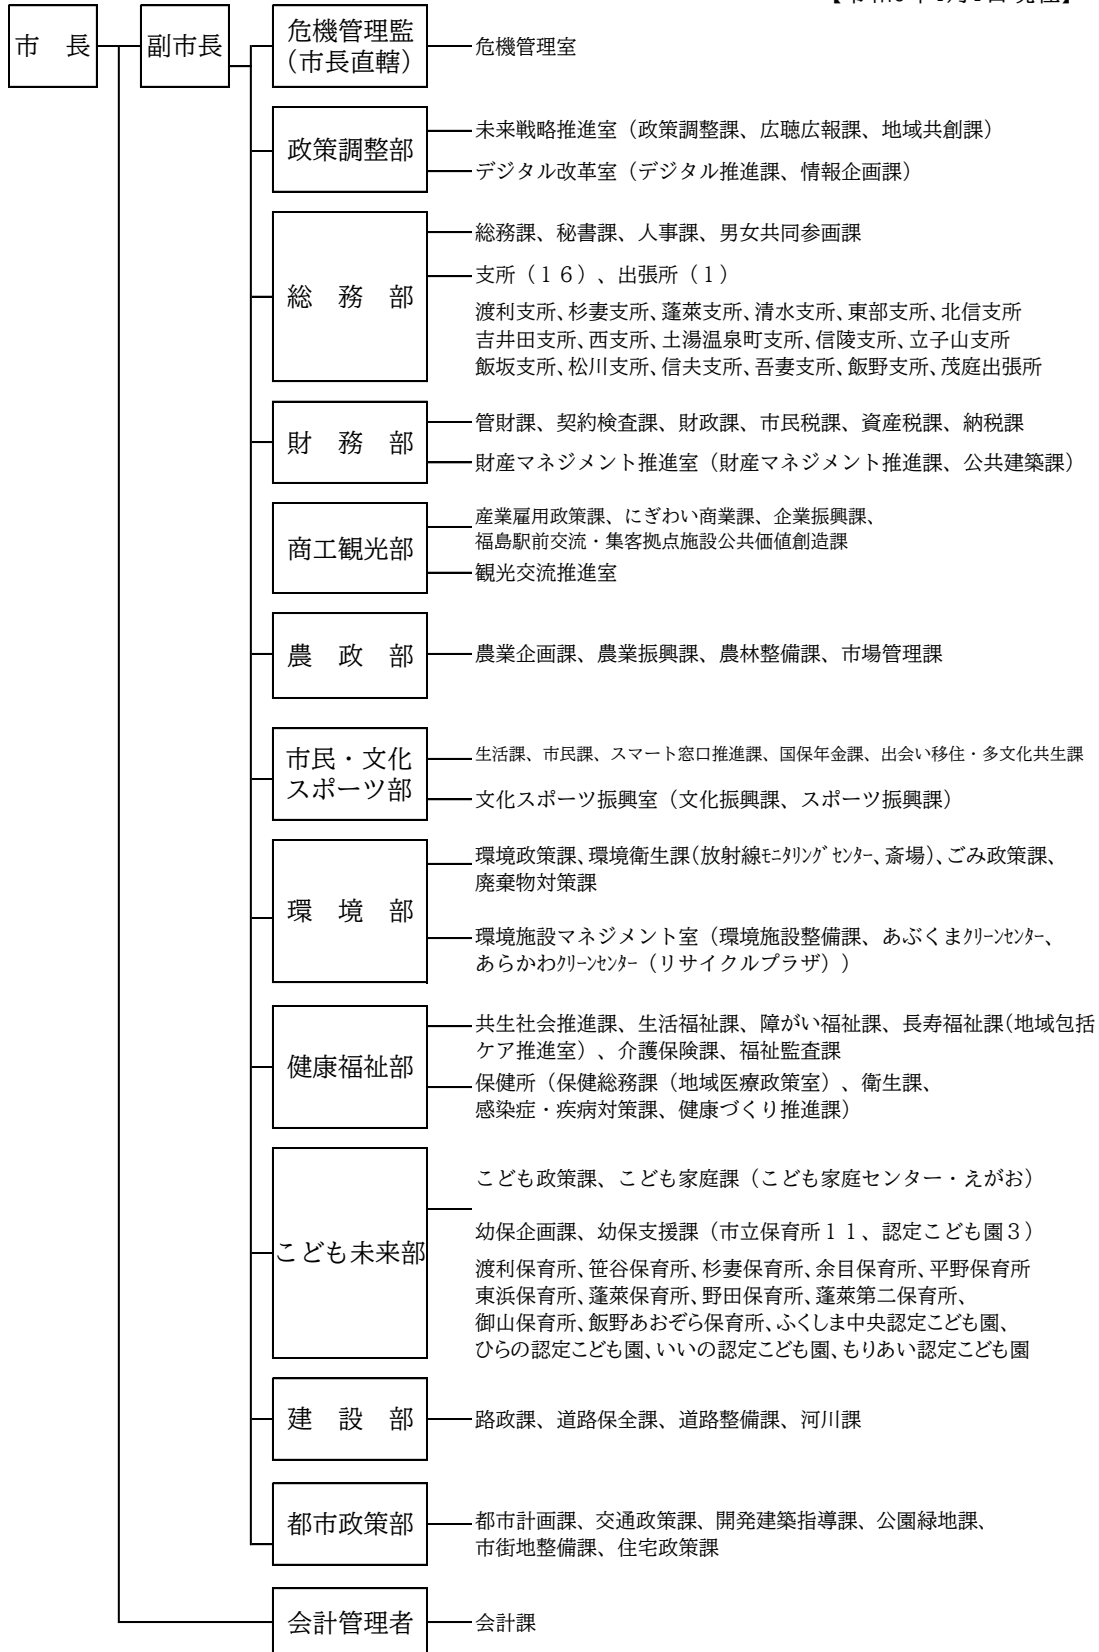 市　長
副市長
危機管理監
（市長直轄）
危機管理室
政策調整部
未来戦略推進室（政策調整課、広聴広報課、地域共創課）
デジタル改革室（デジタル推進課、情報企画課）
総　務　部
総務課、秘書課、人事課、男女共同参画課
支所（１６）、出張所（１）
渡利支所、杉妻支所、蓬萊支所、清水支所、東部支所、北信支所
吉井田支所、西支所、土湯温泉町支所、信陵支所、立子山支所
飯坂支所、松川支所、信夫支所、吾妻支所、飯野支所、茂庭出張所
財　務　部
管財課、契約検査課、財政課、市民税課、資産税課、納税課
財産マネジメント推進室（財産マネジメント推進課、公共建築課）
商工観光部
産業雇用政策課、にぎわい商業課、企業振興課、
福島駅前交流・集客拠点施設公共価値創造課
観光交流推進室
農　政　部
農業企画課、農業振興課、農林整備課、市場管理課
市民・文化
スポーツ部
生活課、市民課、スマート窓口推進課、国保年金課、出会い移住・多文化共生課
文化スポーツ振興室（文化振興課、スポーツ振興課）
環　境　部
環境政策課、環境衛生課（放射線ﾓﾆﾀﾘﾝｸﾞｾﾝﾀｰ、斎場）、ごみ政策課、
廃棄物対策課
環境施設マネジメント室（環境施設整備課、あぶくまｸﾘｰﾝｾﾝﾀｰ、
あらかわｸﾘｰﾝｾﾝﾀｰ（リサイクルプラザ））
健康福祉部
共生社会推進課、生活福祉課、障がい福祉課、長寿福祉課（地域包括
ケア推進室）、介護保険課、福祉監査課
保健所（保健総務課（地域医療政策室）、衛生課、
感染症・疾病対策課、健康づくり推進課）
こども未来部
こども政策課、こども家庭課（こども家庭センター・えがお）
幼保企画課、幼保支援課（市立保育所１１、認定こども園３）
渡利保育所、笹谷保育所、杉妻保育所、余目保育所、平野保育所
東浜保育所、蓬萊保育所、野田保育所、蓬萊第二保育所、
御山保育所、飯野あおぞら保育所、ふくしま中央認定こども園、
ひらの認定こども園、いいの認定こども園、もりあい認定こども園
建　設　部
路政課、道路保全課、道路整備課、河川課
都市政策部
都市計画課、交通政策課、開発建築指導課、公園緑地課、
市街地整備課、住宅政策課
会計管理者
会計課